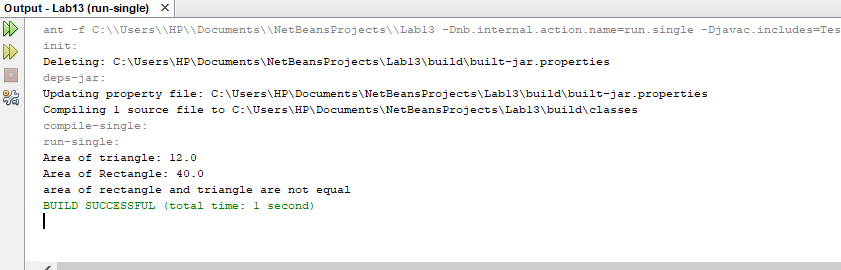 Output - Lab13 (run-single) ×
ant -f C:\\Users\\HP\\Documents\\NetBeansProjects\\Lab13 -Dnb.internal.action.name=run.single -Djavac.includes=Tes
init:
Deleting: C:\Users\HP\Documents\NetBeansProjects\Lab13\build\built-jar.properties
deps-jar:
Updating property file: C:\Users\HP\Documents\NetBeansProjects\Lab13\build\built-jar.properties
Compiling 1 source file to C:\Users\HP\Documents\NetBeansProjects\Lab13\build\classes
compile-single:
run-single:
Area of triangle: 12.0
Area of Rectangle: 40.0
area of rectangle and triangle are not equal
BUILD SUCCESSFUL (total time: 1 second)